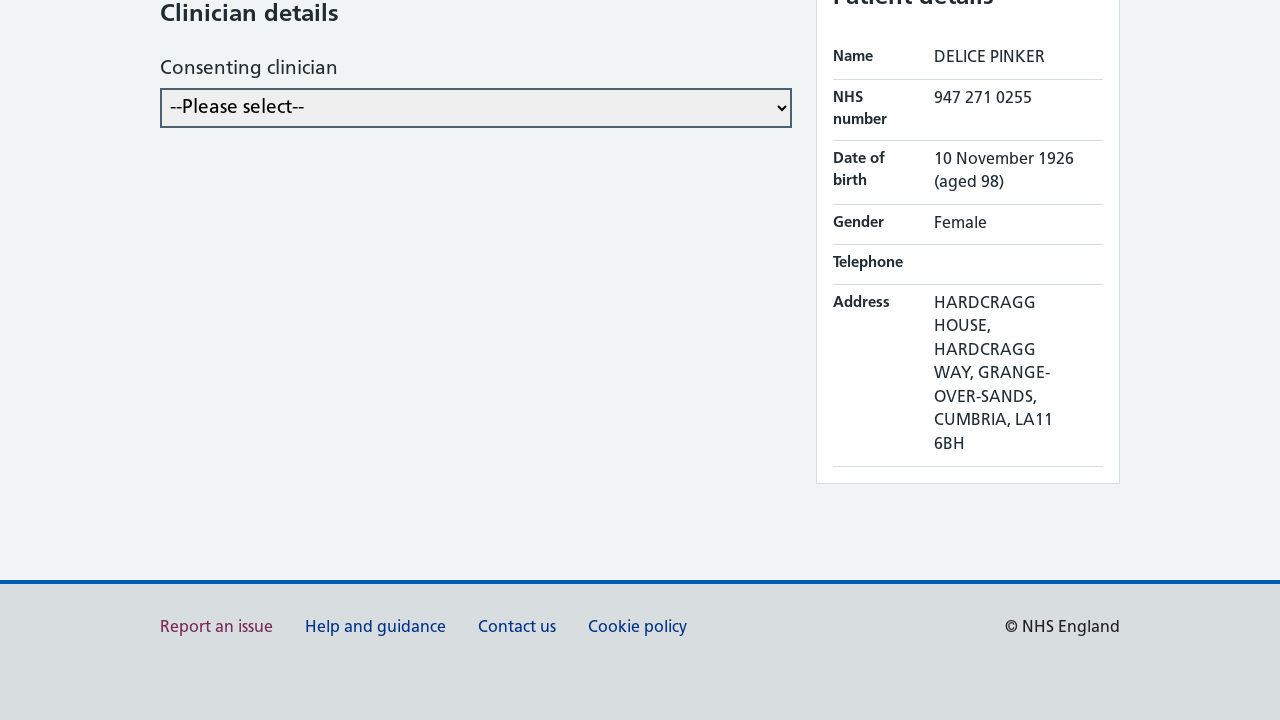 Clinician details
Consenting clinician
--Please select--
Patient details
Name DELICE PINKER
NHS number 947 271 0255
Date of birth 10 November 1926 (aged 98)
Gender Female
Telephone
Address HARDCRAGG
HOUSE,
HARDCRAGG
WAY, GRANGE-
OVER-SANDS,
CUMBRIA, LA11
6BH
Report an issue Help and guidance Contact us Cookie policy © NHS England